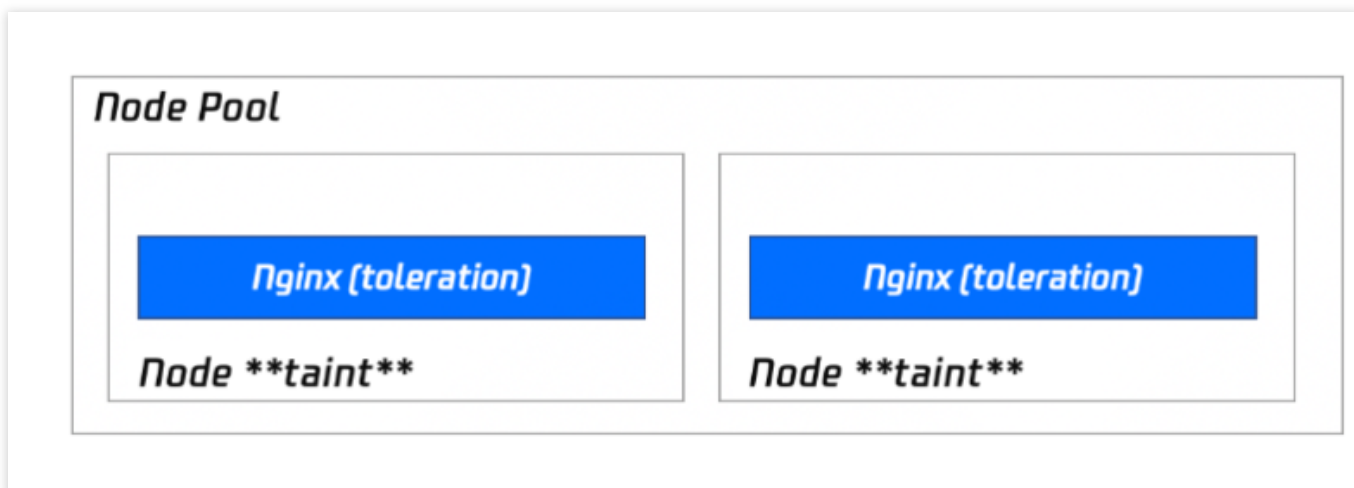 Node Pool
Nginx (toleration)
Nginx (toleration)
Node **taint**
Node **taint**